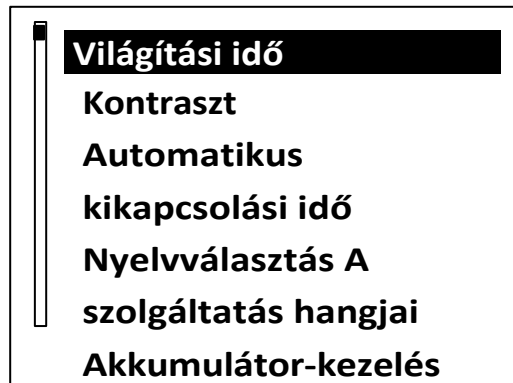 Világítási idő
Kontraszt
Automatikus
kikapcsolási idő
Nyelvválasztás A
szolgáltatás hangjai
Akkumulátor-kezelés